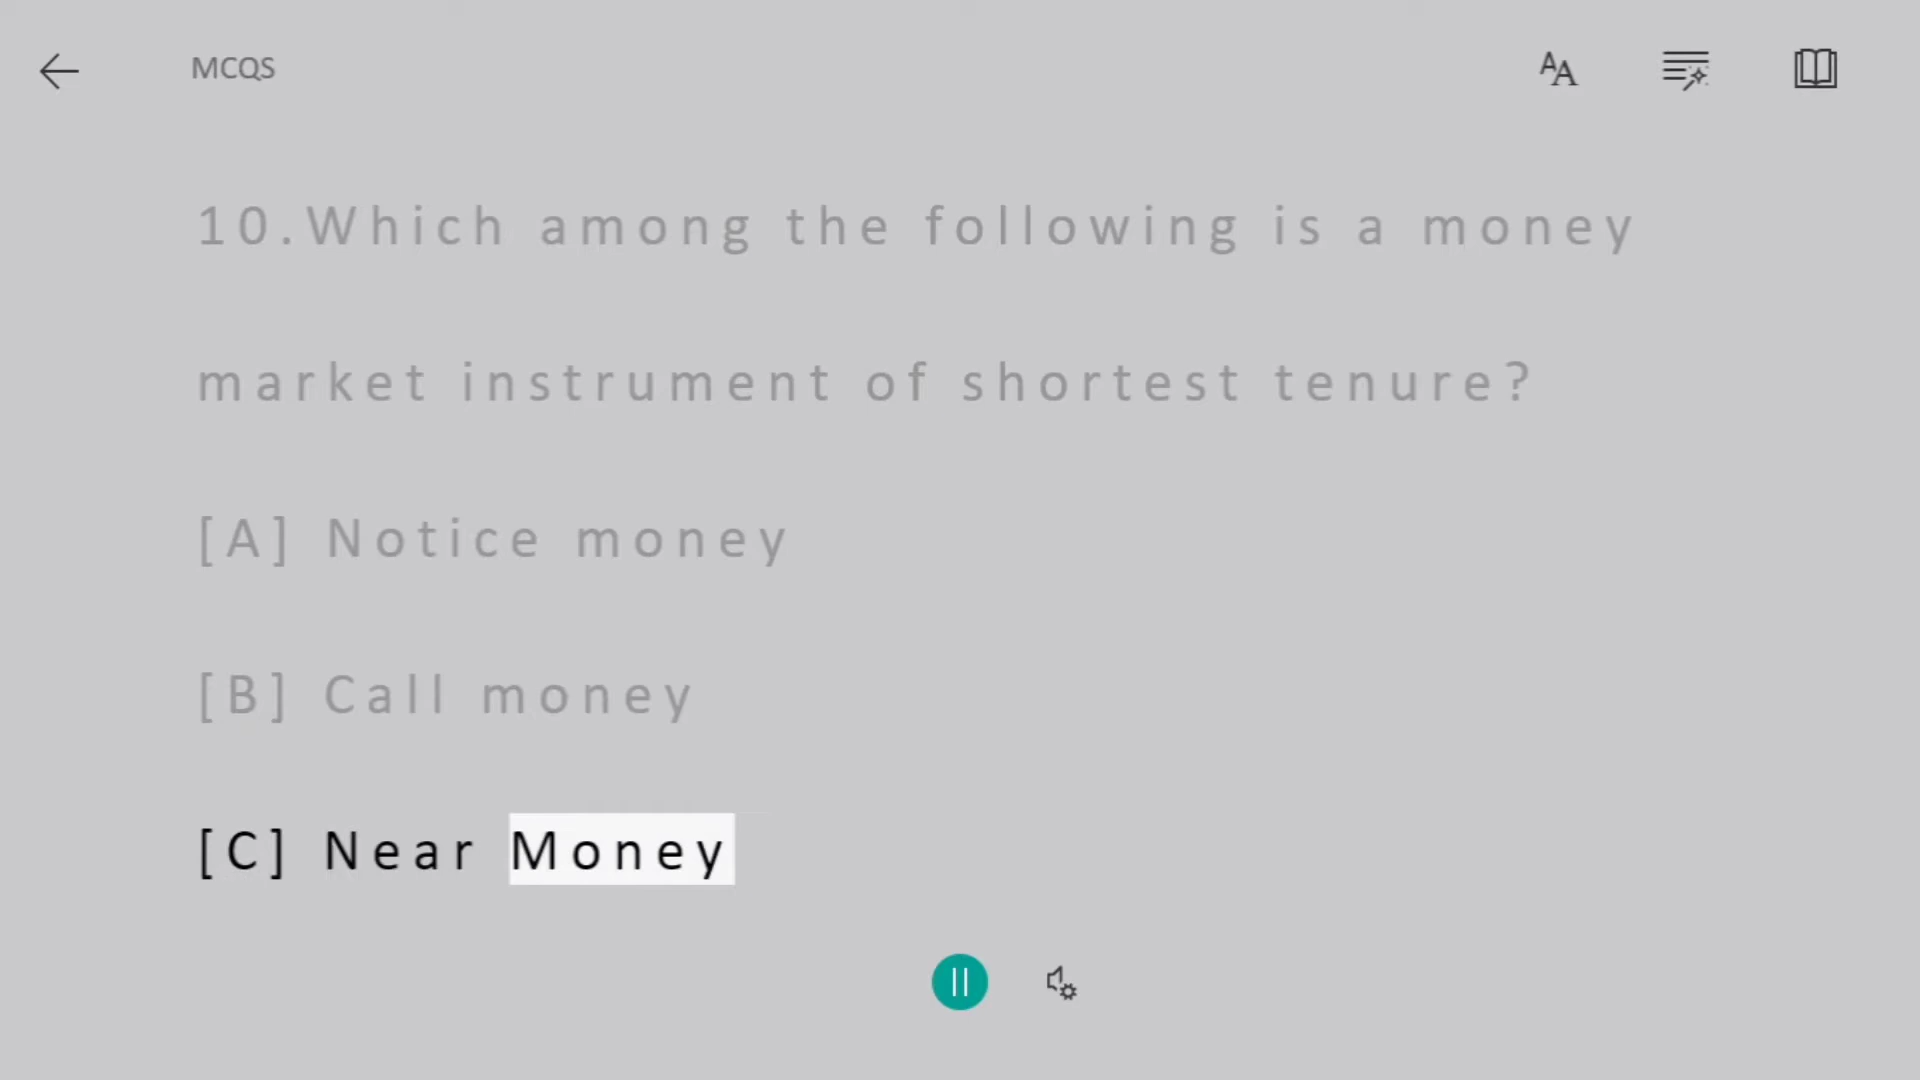 MCQS
10.Which among the following is a money
market instrument of shortest tenure?
[A] Notice money
[B] Call money
[C] Near Money